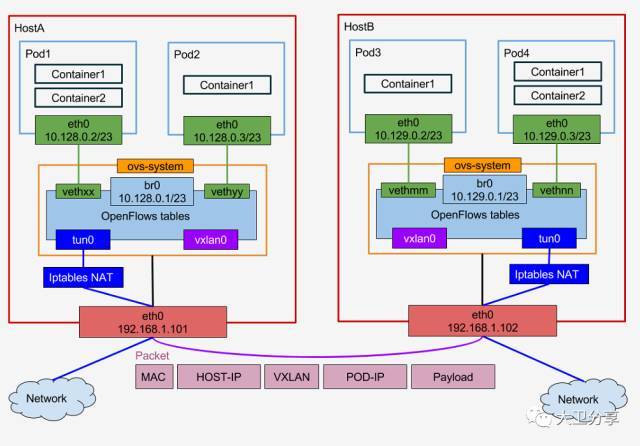 HostA
Pod1
Container1
Container2
eth0
10.128.0.2/23
Pod2
Container1
eth0
10.128.0.3/23
ovs-system
vethxx
br0
10.128.0.1/23
vethyy
OpenFlows tables
tun0
vxlan0
Iptables NAT
eth0
192.168.1.101
HostB
Pod3
Container1
eth0
10.129.0.2/23
Pod4
Container1
Container2
eth0
10.129.0.3/23
ovs-system
vethmm
br0
10.129.0.1/23
vethnn
OpenFlows tables
vxlan0
tun0
Iptables NAT
eth0
192.168.1.102
Packet
MAC
HOST-IP
VXLAN
POD-IP
Payload
Network
Network
大卫分享